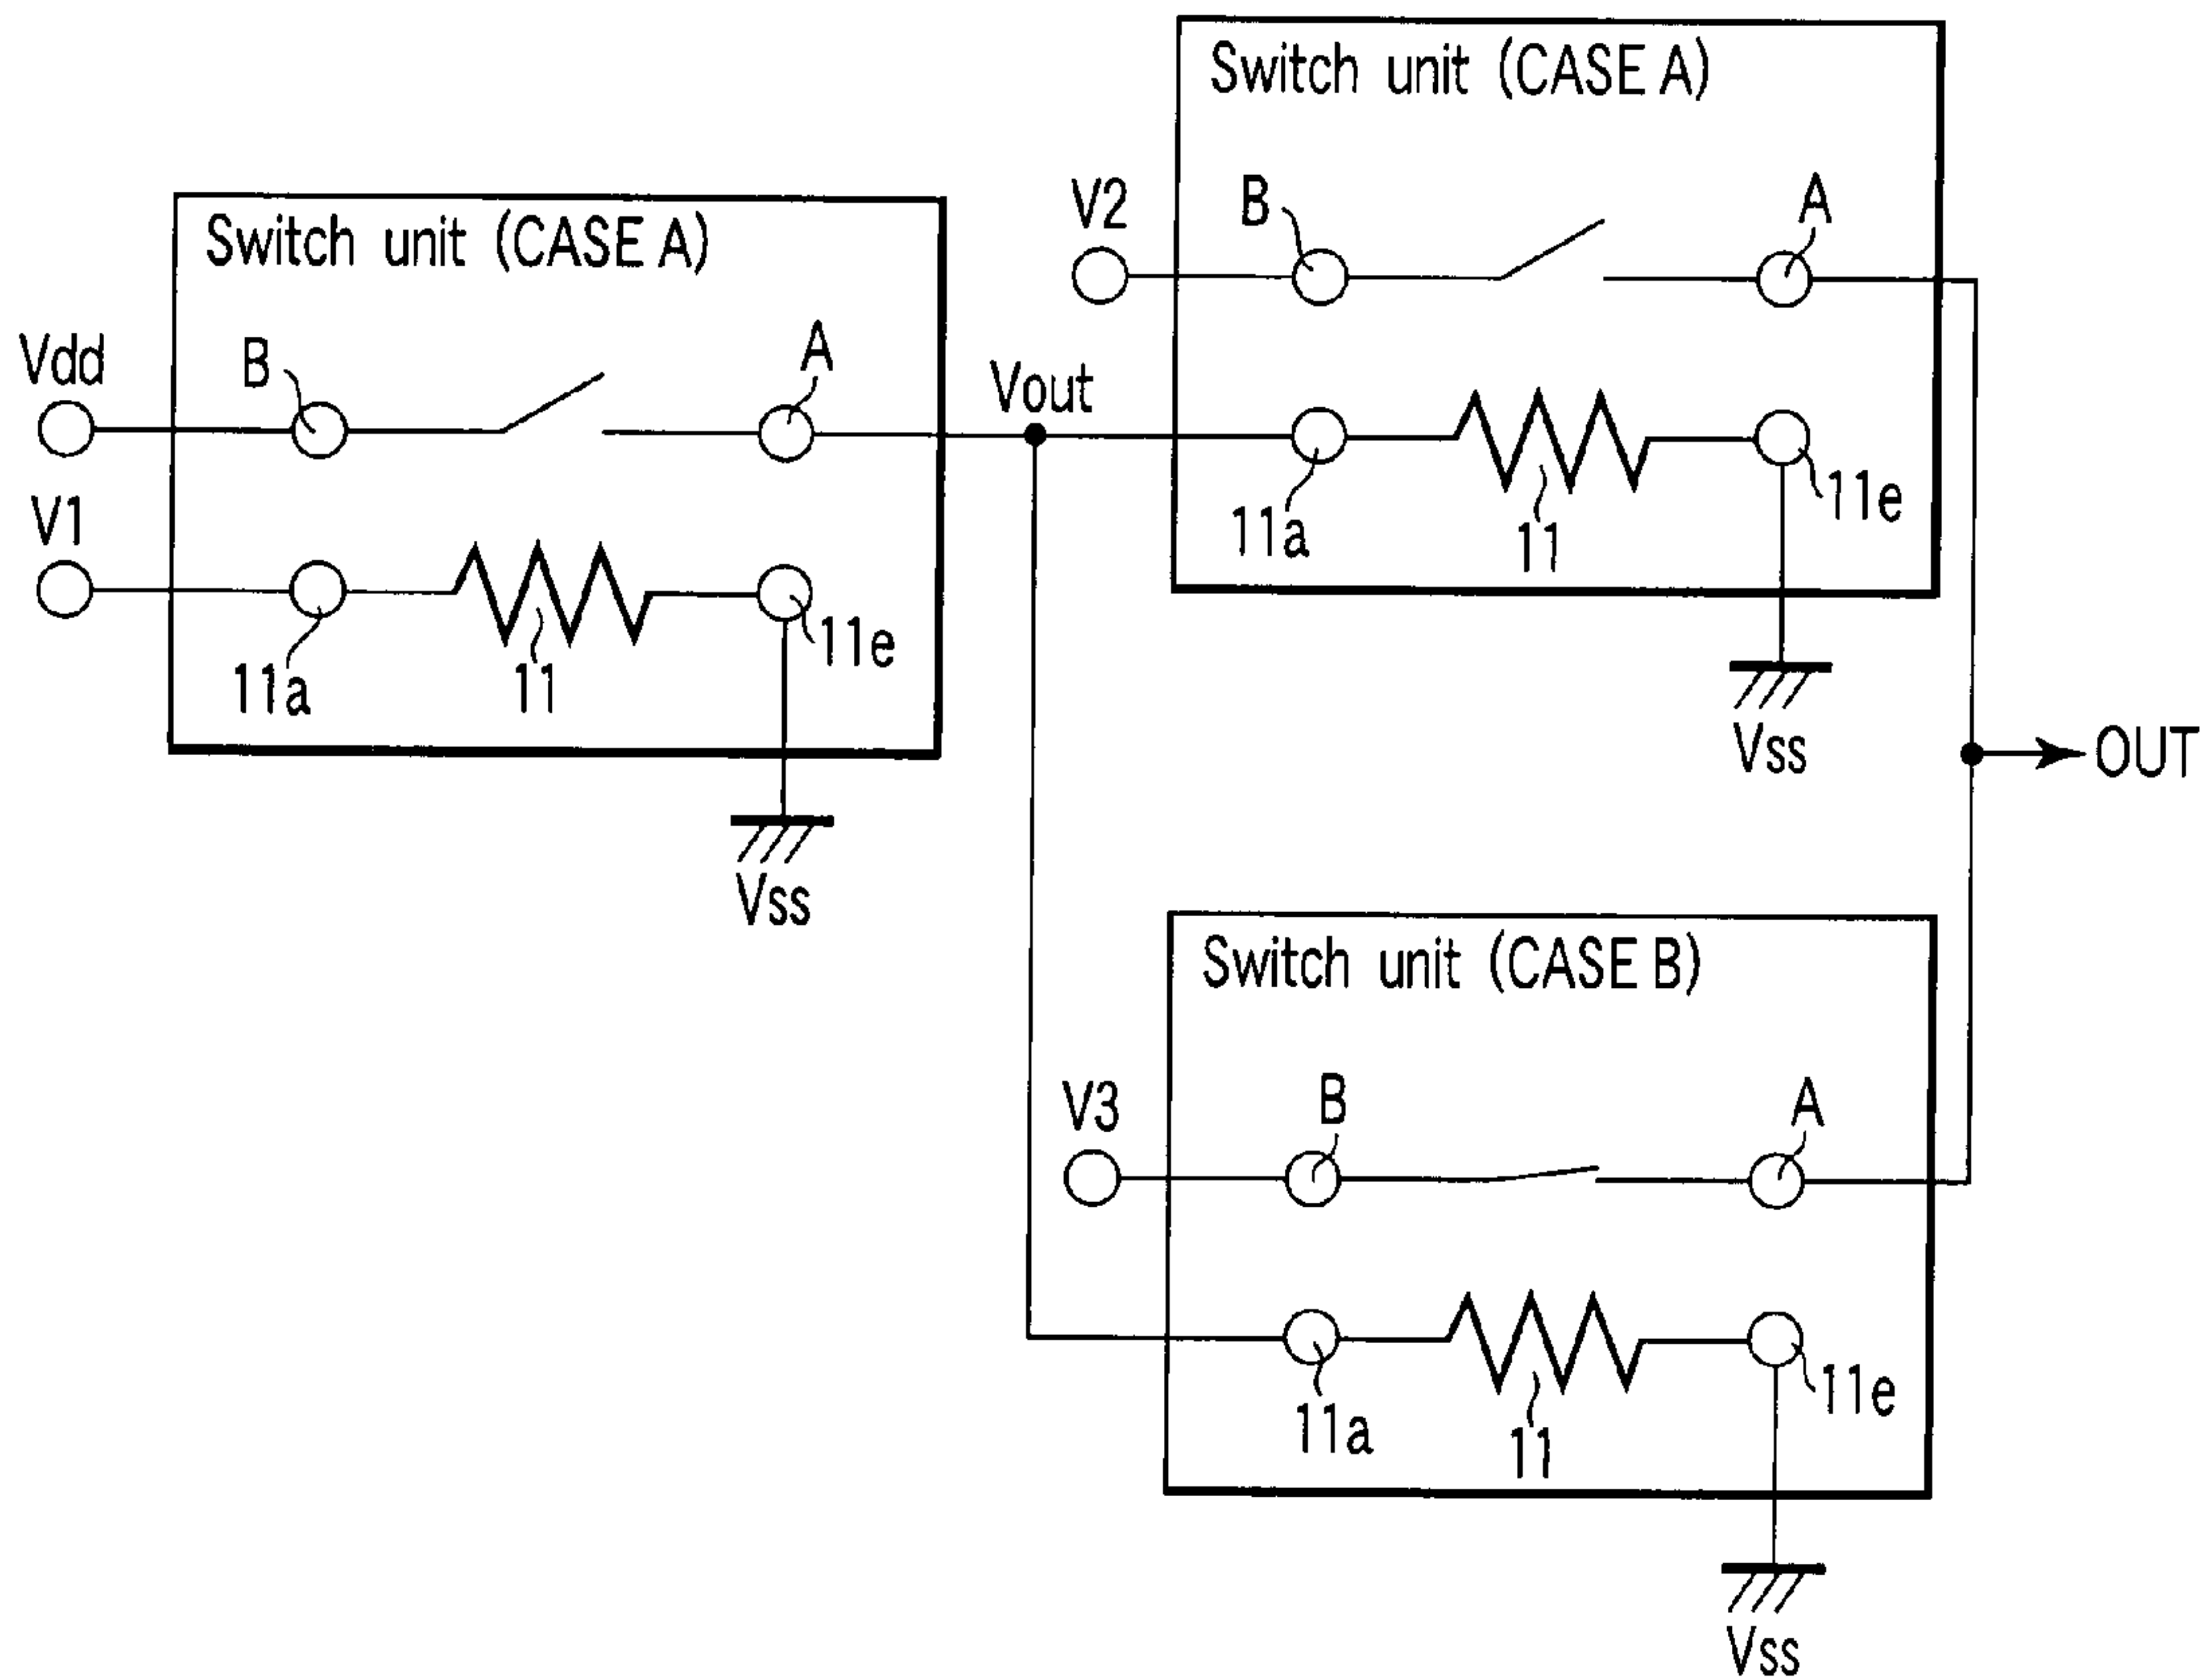 Switch unit (CASE A)
Vdd
B
A
V1
11a
11
11e
Vss
Vout
Switch unit (CASE A)
V2
B
A
11a
11
11e
Vss
OUT
Switch unit (CASE B)
V3
B
A
11a
11
11e
Vss